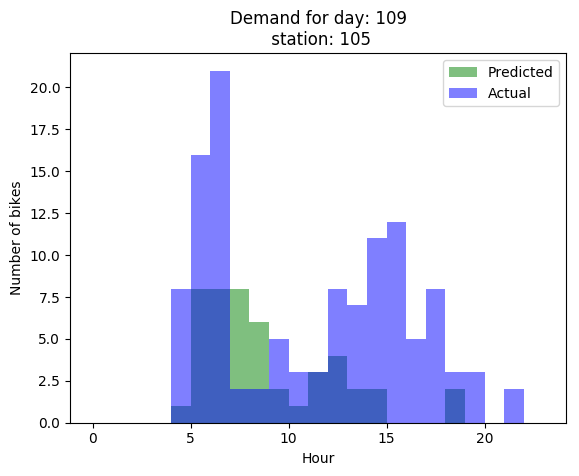 Demand for day: 109
station: 105
Predicted
Actual
Number of bikes
20.0
17.5
15.0
12.5
10.0
7.5
5.0
2.5
0.0
0 5 10 15 20
Hour